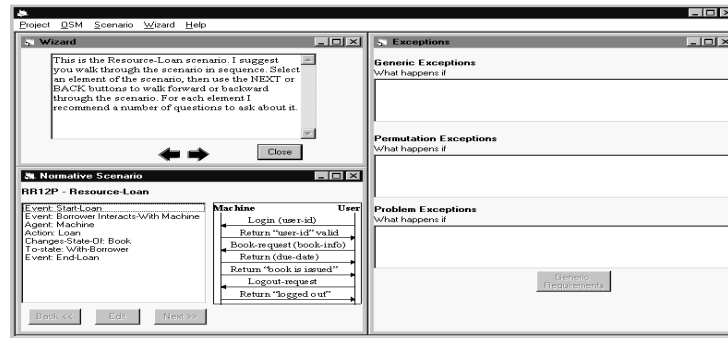 Project OSM Scenario Wizard Help
Wizard
This is the Resource-Loan scenario. I suggest
you walk through the scenario in sequence. Select
an element of the scenario, then use the NEXT or
BACK buttons to walk forward or backward
through the scenario. For each element I
recommend a number of questions to ask about it.
Close
Normative Scenario
RR12P - Resource-Loan
Event: Start-Loan
Event: Borrower Interacts-With Machine
Agent: Machine
Action: Loan
Changes-State-Of: Book
To-state: With-Borrower
Event: End-Loan
Machine User
Login (user-id)
Return "user-id" valid
Book-request (book-info)
Return (due-date)
Return "book is issued"
Logout-request
Return "logged out"
Back << Edit Next >>
Exceptions
Generic Exceptions
What happens if
Permutation Exceptions
What happens if
Problem Exceptions
What happens if
Generic
Requirements